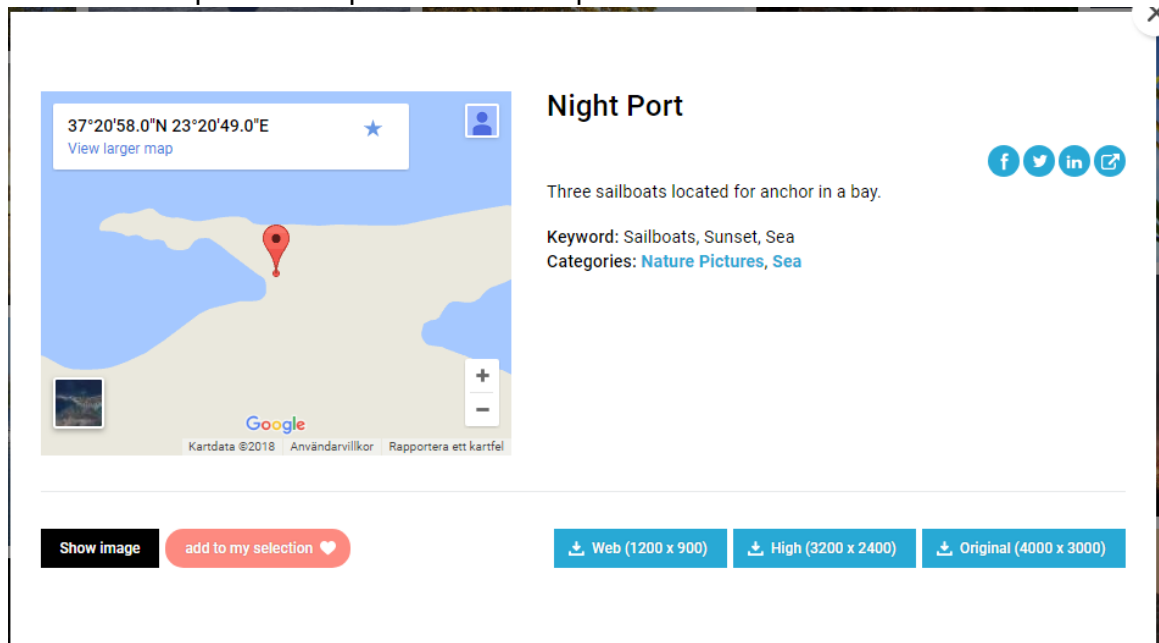 37°20'58.0"N 23°20'49.0"E
View larger map
Google
Kartdata ©2018 Användarvillkor Rapportera ett kartfel
Night Port
Three sailboats located for anchor in a bay.
Keyword: Sailboats, Sunset, Sea
Categories: Nature Pictures, Sea
Show image
add to my selection
Web (1200 x 900)
High (3200 x 2400)
Original (4000 x 3000)